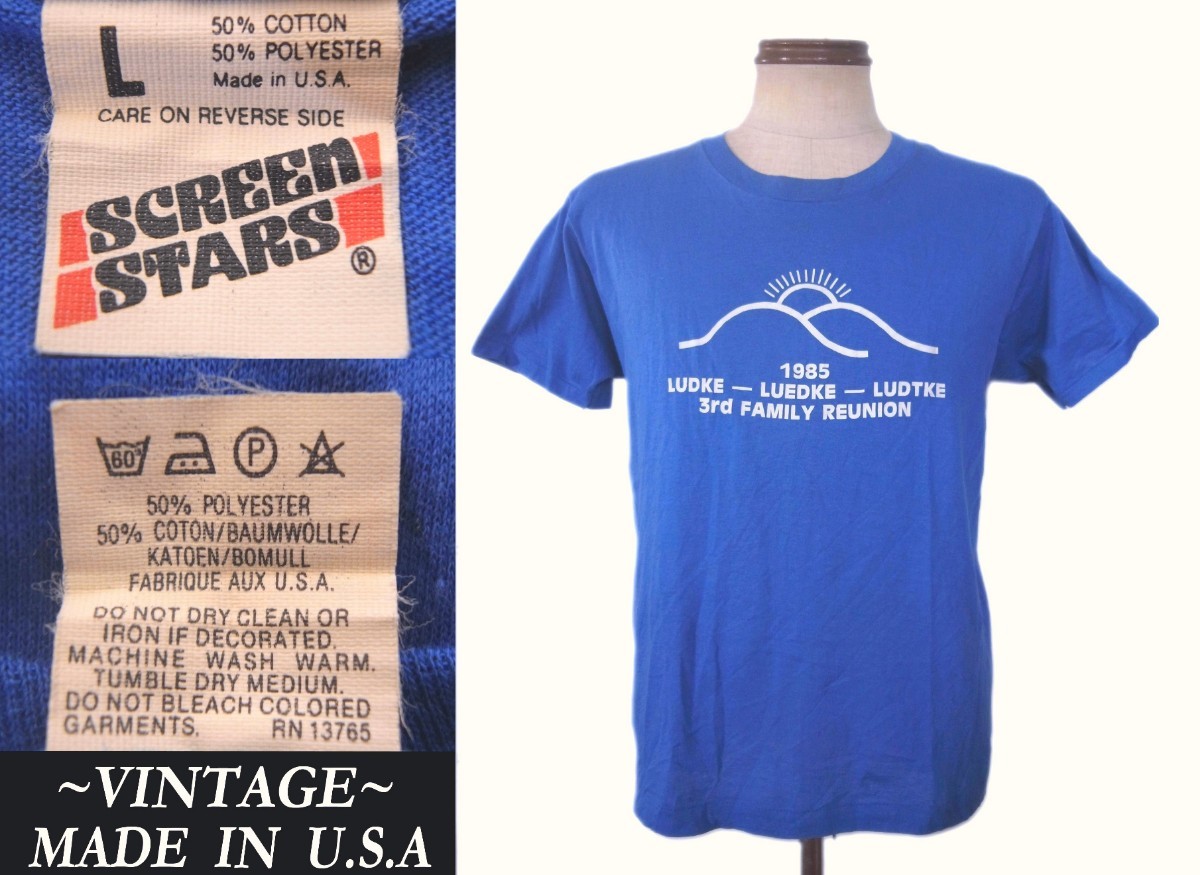 L
50% COTTON
50% POLYESTER
Made in U.S.A.
CARE ON REVERSE SIDE
SCREEN
STARS
®
60°
P
50% POLYESTER
50% COTON/BAUMWOLLE/
KATOEN/BOMULL
FABRIQUE AUX U.S.A.
DO NOT DRY CLEAN OR
IRON IF DECORATED.
MACHINE WASH WARM.
TUMBLE DRY MEDIUM.
DO NOT BLEACH COLORED
GARMENTS. RN 13765
~VINTAGE~
MADE IN U.S.A
1985
LUDKE — LUEDKE — LUDTKE
3rd FAMILY REUNION